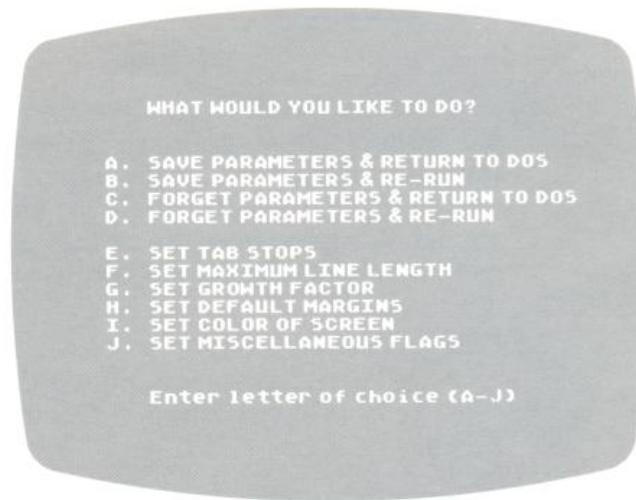 WHAT WOULD YOU LIKE TO DO?
A. SAVE PARAMETERS & RETURN TO DOS
B. SAVE PARAMETERS & RE-RUN
C. FORGET PARAMETERS & RETURN TO DOS
D. FORGET PARAMETERS & RE-RUN
E. SET TAB STOPS
F. SET MAXIMUM LINE LENGTH
G. SET GROWTH FACTOR
H. SET DEFAULT MARGINS
I. SET COLOR OF SCREEN
J. SET MISCELLANEOUS FLAGS
Enter letter of choice (A-J)